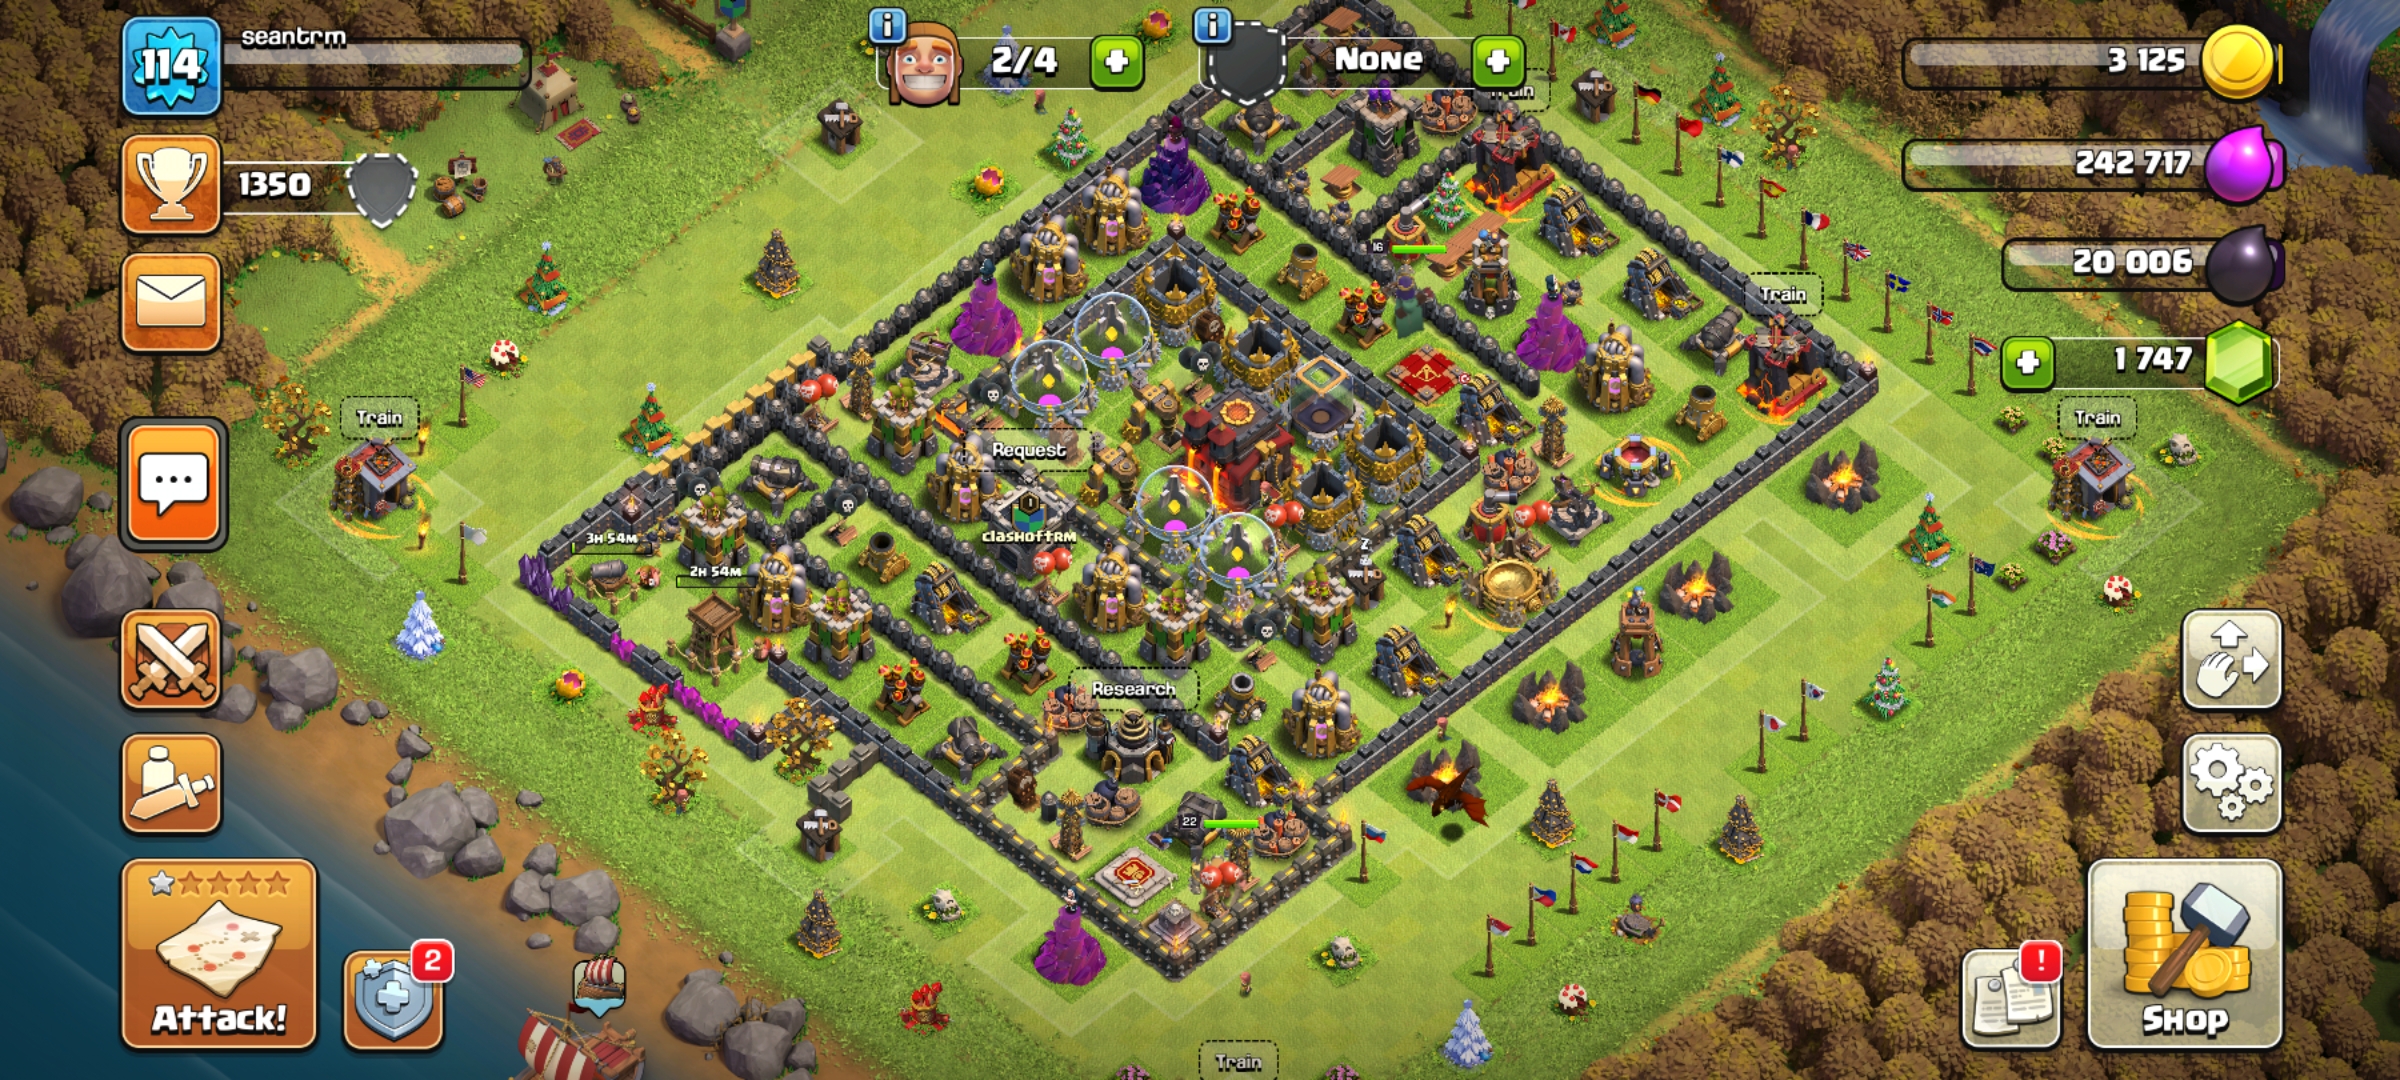 114
seantrm
2/4
None
3 125
1350
242 717
20 006
1 747
Train
Train
Train
Train
16
Request
clashoftrm
3H 54M
2H 54M
Z
Z
Research
22
Attack!
2
!
Shop
Train